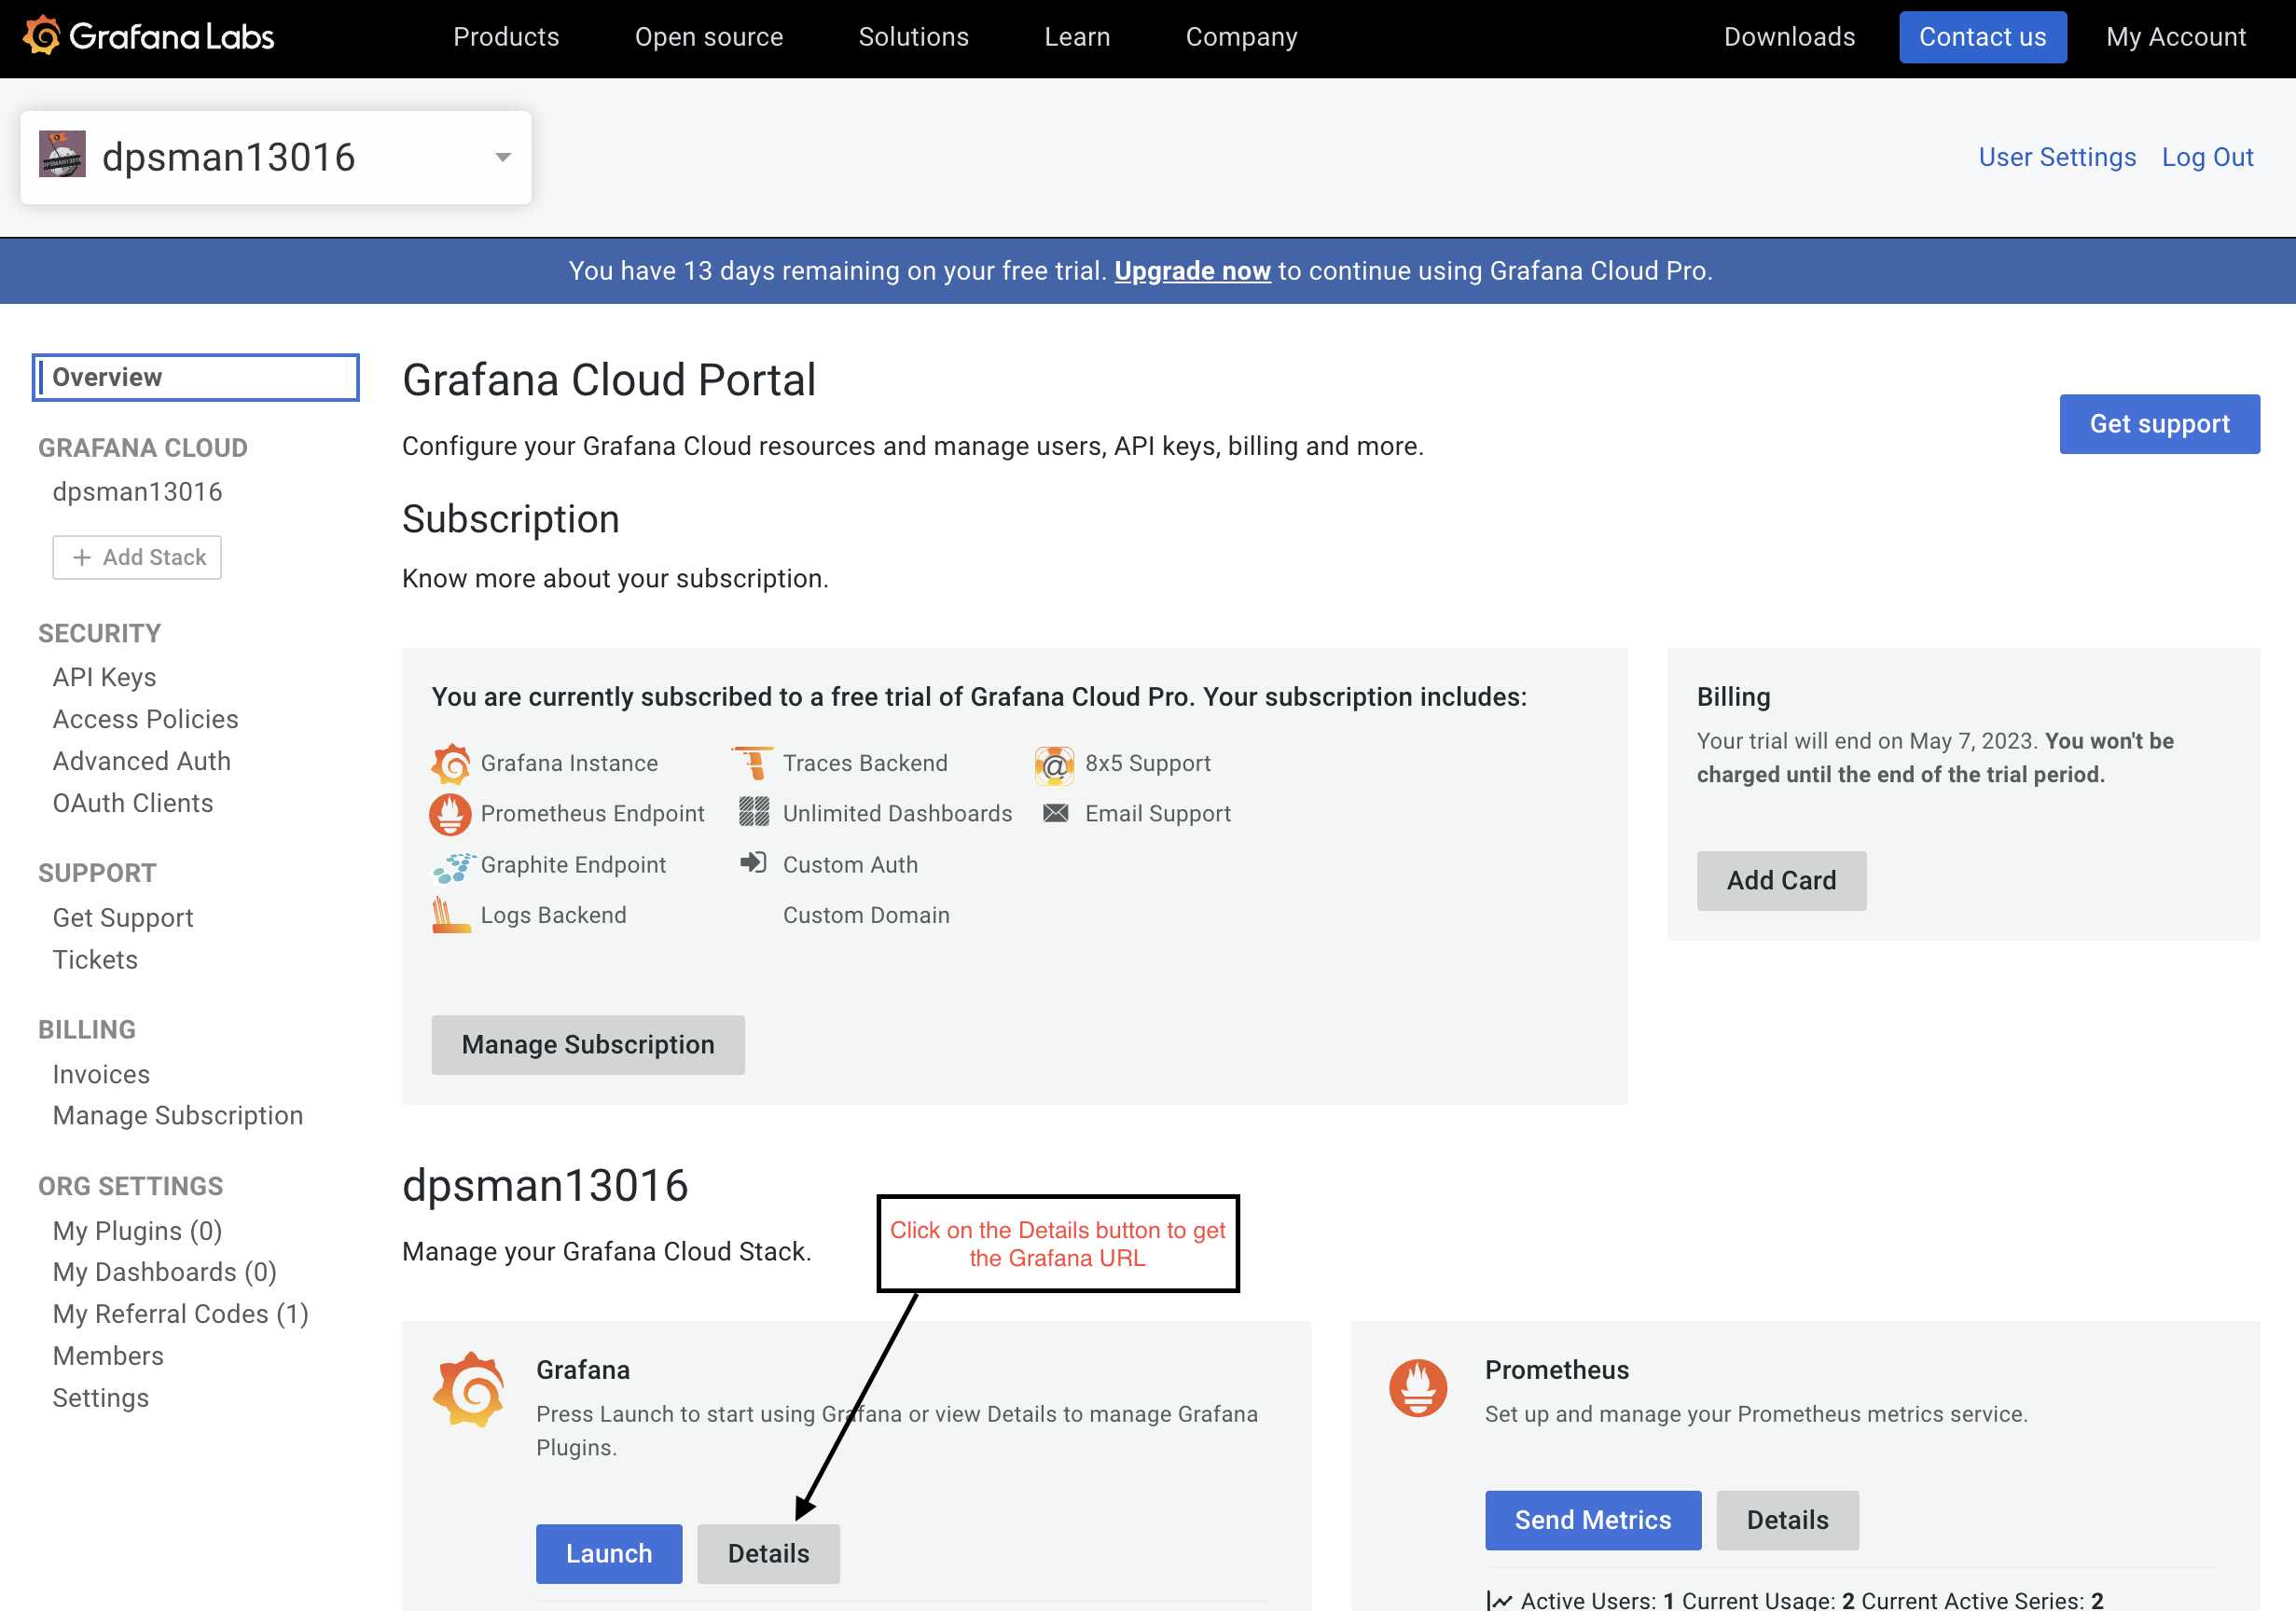 Grafana Labs
Products
Open source
Solutions
Learn
Company
Downloads
Contact us
My Account
dpsman13016
User Settings
Log Out
You have 13 days remaining on your free trial. Upgrade now to continue using Grafana Cloud Pro.
Overview
GRAFANA CLOUD
dpsman13016
+ Add Stack
SECURITY
API Keys
Access Policies
Advanced Auth
OAuth Clients
SUPPORT
Get Support
Tickets
BILLING
Invoices
Manage Subscription
ORG SETTINGS
My Plugins (0)
My Dashboards (0)
My Referral Codes (1)
Members
Settings
Grafana Cloud Portal
Configure your Grafana Cloud resources and manage users, API keys, billing and more.
Get support
Subscription
Know more about your subscription.
You are currently subscribed to a free trial of Grafana Cloud Pro. Your subscription includes:
Grafana Instance
Prometheus Endpoint
Graphite Endpoint
Logs Backend
Traces Backend
Unlimited Dashboards
Custom Auth
Custom Domain
@ 8x5 Support
Email Support
Manage Subscription
Billing
Your trial will end on May 7, 2023. You won't be
charged until the end of the trial period.
Add Card
dpsman13016
Manage your Grafana Cloud Stack.
Click on the Details button to get
the Grafana URL
Grafana
Press Launch to start using Grafana or view Details to manage Grafana
Plugins.
Launch
Details
Prometheus
Set up and manage your Prometheus metrics service.
Send Metrics
Details
Active Users: 1 Current Usage: 2 Current Active Series: 2